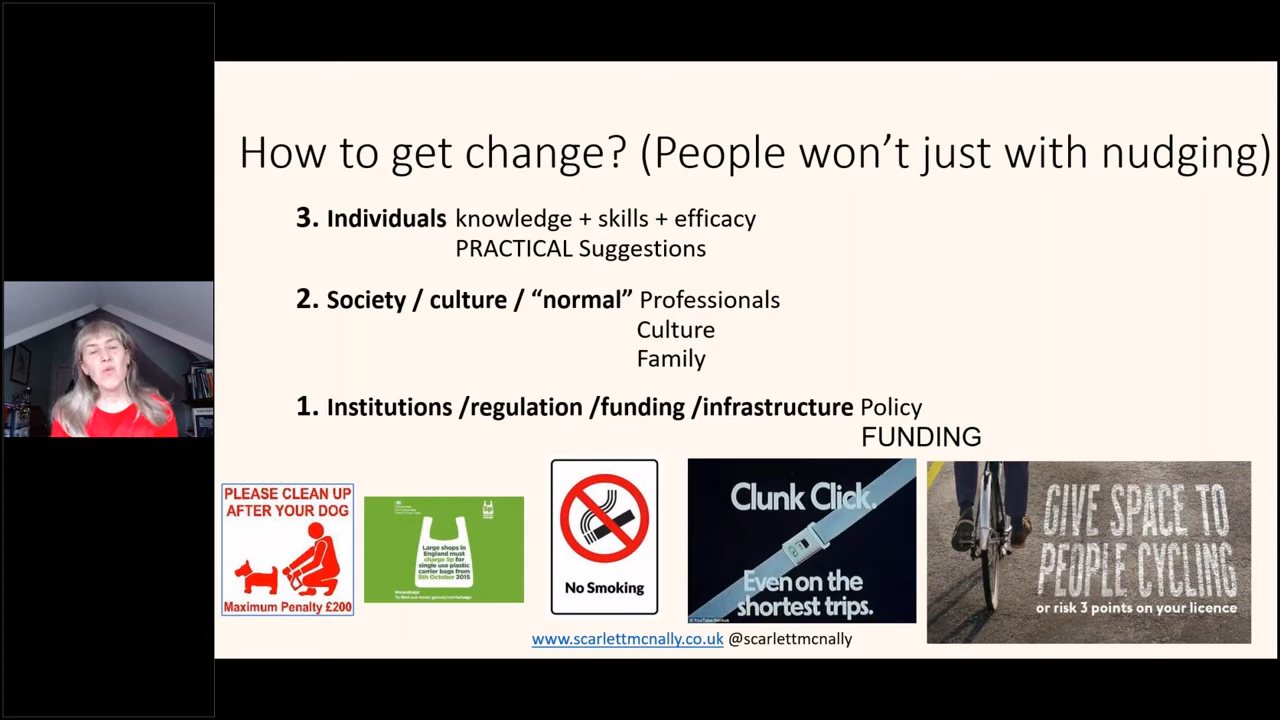 How to get change? (People won’t just with nudging)
3. Individuals knowledge + skills + efficacy
PRACTICAL Suggestions
2. Society / culture / “normal” Professionals
Culture
Family
1. Institutions /regulation /funding /infrastructure Policy
FUNDING
PLEASE CLEAN UP
AFTER YOUR DOG
Maximum Penalty £200
Large shops in
England must
charge 5p for
single use plastic
carrier bags from
5th October 2015
No Smoking
Clunk Click.
Even on the
shortest trips.
GIVE SPACE TO
PEOPLE CYCLING
or risk 3 points on your licence
www.scarlettmcnally.co.uk @scarlettmcnally